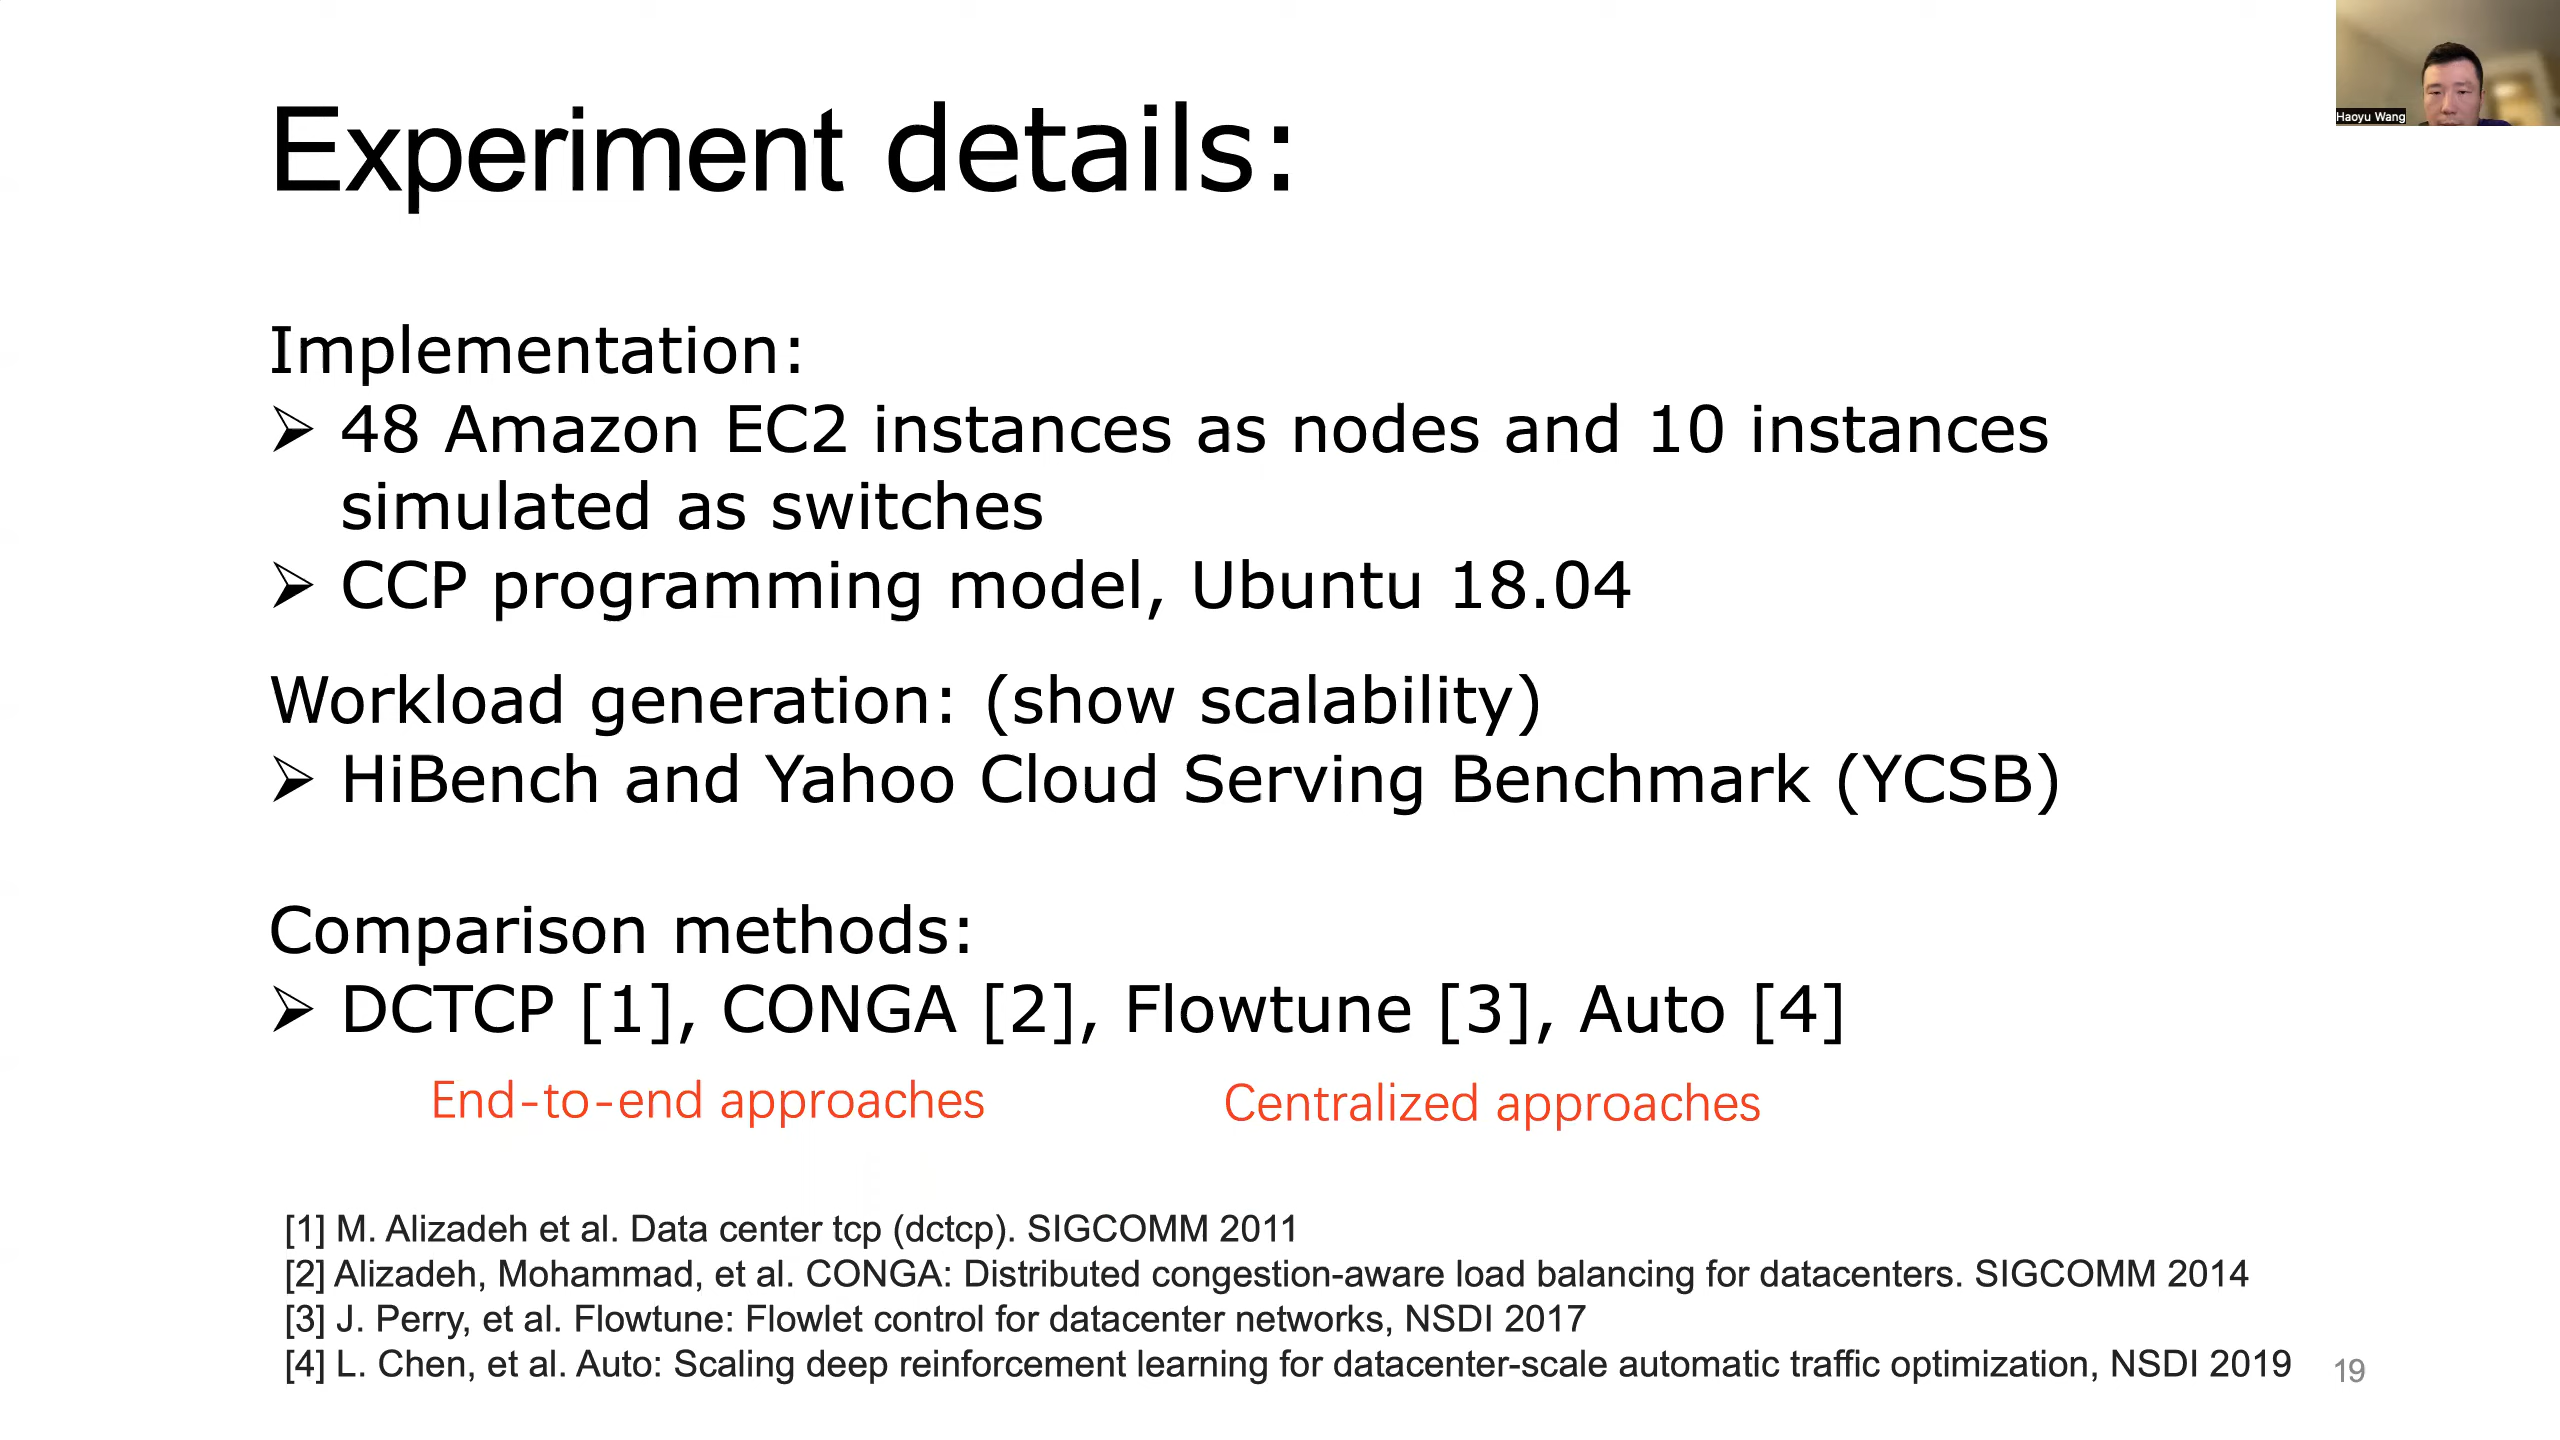 Experiment details:
Haoyu Wang
Implementation:
➢ 48 Amazon EC2 instances as nodes and 10 instances
simulated as switches
➢ CCP programming model, Ubuntu 18.04
Workload generation: (show scalability)
➢ HiBench and Yahoo Cloud Serving Benchmark (YCSB)
Comparison methods:
➢ DCTCP [1], CONGA [2], Flowtune [3], Auto [4]
End-to-end approaches
Centralized approaches
[1] M. Alizadeh et al. Data center tcp (dctcp). SIGCOMM 2011
[2] Alizadeh, Mohammad, et al. CONGA: Distributed congestion-aware load balancing for datacenters. SIGCOMM 2014
[3] J. Perry, et al. Flowtune: Flowlet control for datacenter networks, NSDI 2017
[4] L. Chen, et al. Auto: Scaling deep reinforcement learning for datacenter-scale automatic traffic optimization, NSDI 2019
19